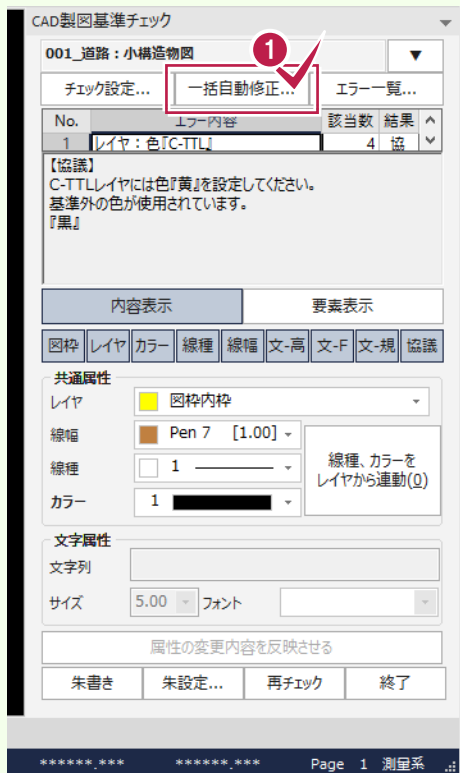 CAD製図基準チェック
001_道路：小構造物図
1
チェック設定... 一括自動修正... エラー一覧...
No. エラー内容 該当数 結果
1 レイヤ：色『C-TTL』 4 協
【協議】
C-TTLレイヤには色『黄』を設定してください。
基準外の色が使用されています。
『黒』
内容表示 要素表示
図枠 レイヤ カラー 線種 線幅 文-高 文-F 文-規 協議
共通属性
レイヤ 図枠内枠
線幅 Pen 7 [1.00]
線種 1
カラー 1
線種、カラーを
レイヤから連動(0)
文字属性
文字列
サイズ 5.00 フォント
属性の変更内容を反映させる
朱書き 朱設定... 再チェック 終了
******.*** ******.*** Page 1 測量系